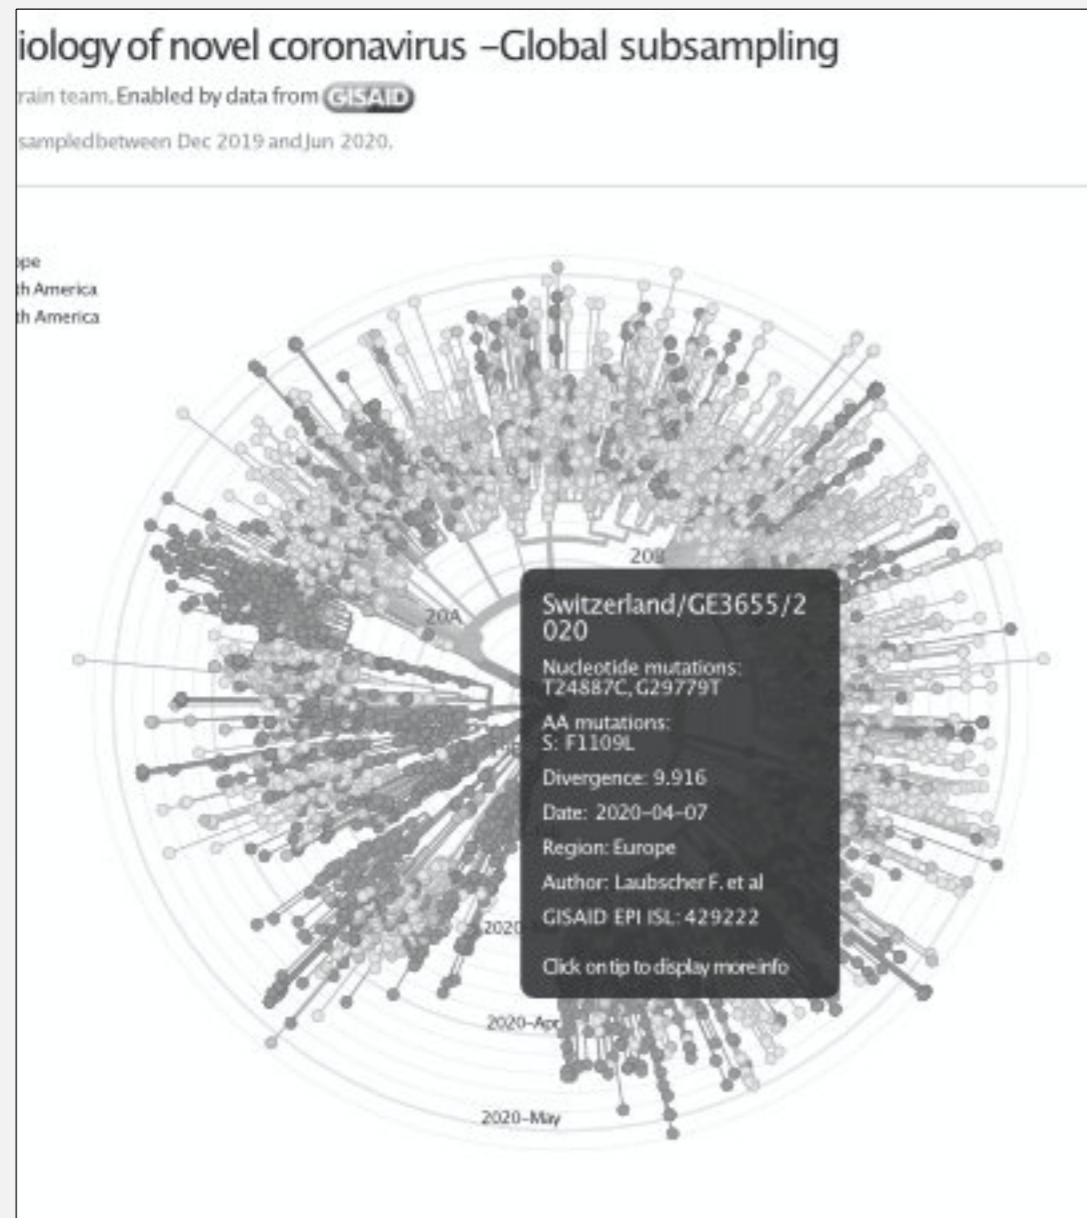 iology of novel coronavirus –Global subsampling
rain team. Enabled by data from GISAID
sampled between Dec 2019 and Jun 2020.
ope
th America
th America
20B
20A
Switzerland/GE3655/2
020
Nucleotide mutations:
T24887C, G29779T
AA mutations:
S: F1109L
Divergence: 9.916
Date: 2020–04–07
Region: Europe
Author: Laubscher F. et al
GISAID EPI ISL: 429222
2020
Click on tip to display more info
2020–Apr
2020–May